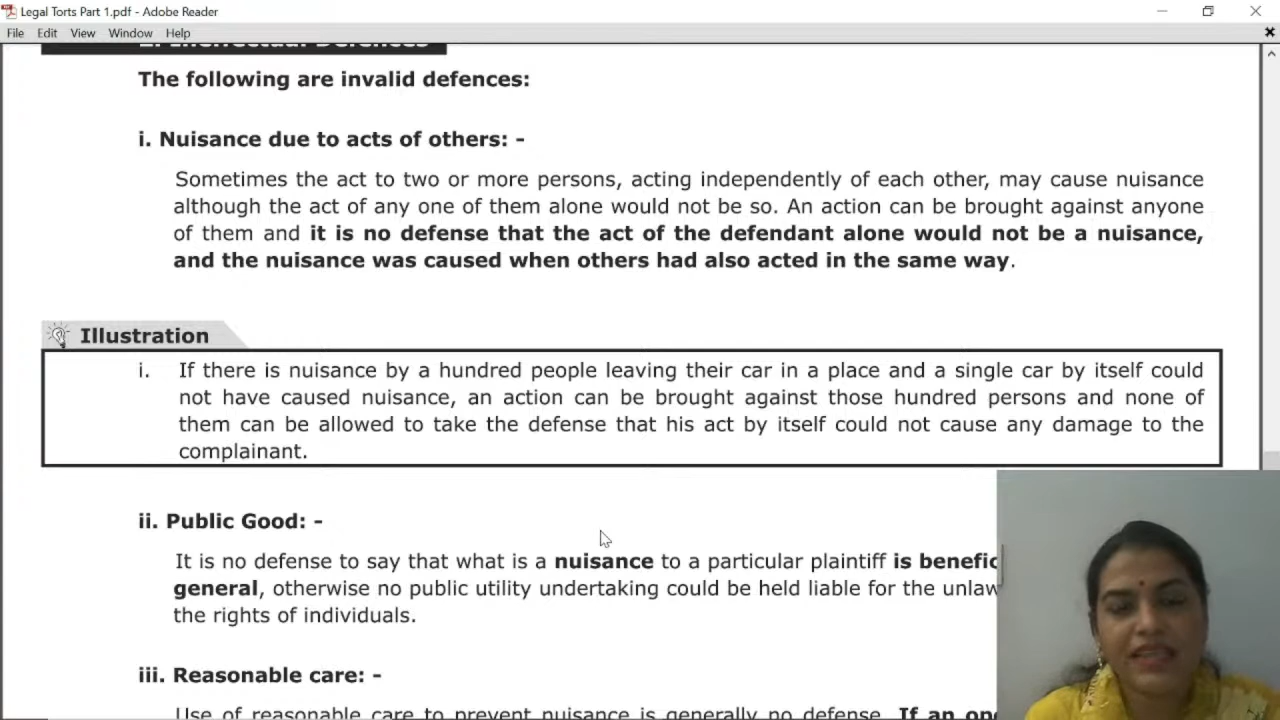 Legal Torts Part 1.pdf - Adobe Reader
File Edit View Window Help
The following are invalid defences:
i. Nuisance due to acts of others: -
Sometimes the act to two or more persons, acting independently of each other, may cause nuisance
although the act of any one of them alone would not be so. An action can be brought against anyone
of them and it is no defense that the act of the defendant alone would not be a nuisance,
and the nuisance was caused when others had also acted in the same way.
Illustration
i. If there is nuisance by a hundred people leaving their car in a place and a single car by itself could
not have caused nuisance, an action can be brought against those hundred persons and none of
them can be allowed to take the defense that his act by itself could not cause any damage to the
complainant.
ii. Public Good: -
It is no defense to say that what is a nuisance to a particular plaintiff is
general, otherwise no public utility undertaking could be held liable for the
the rights of individuals.
iii. Reasonable care: -
Use of reasonable care to prevent nuisance is generally no defense. If an